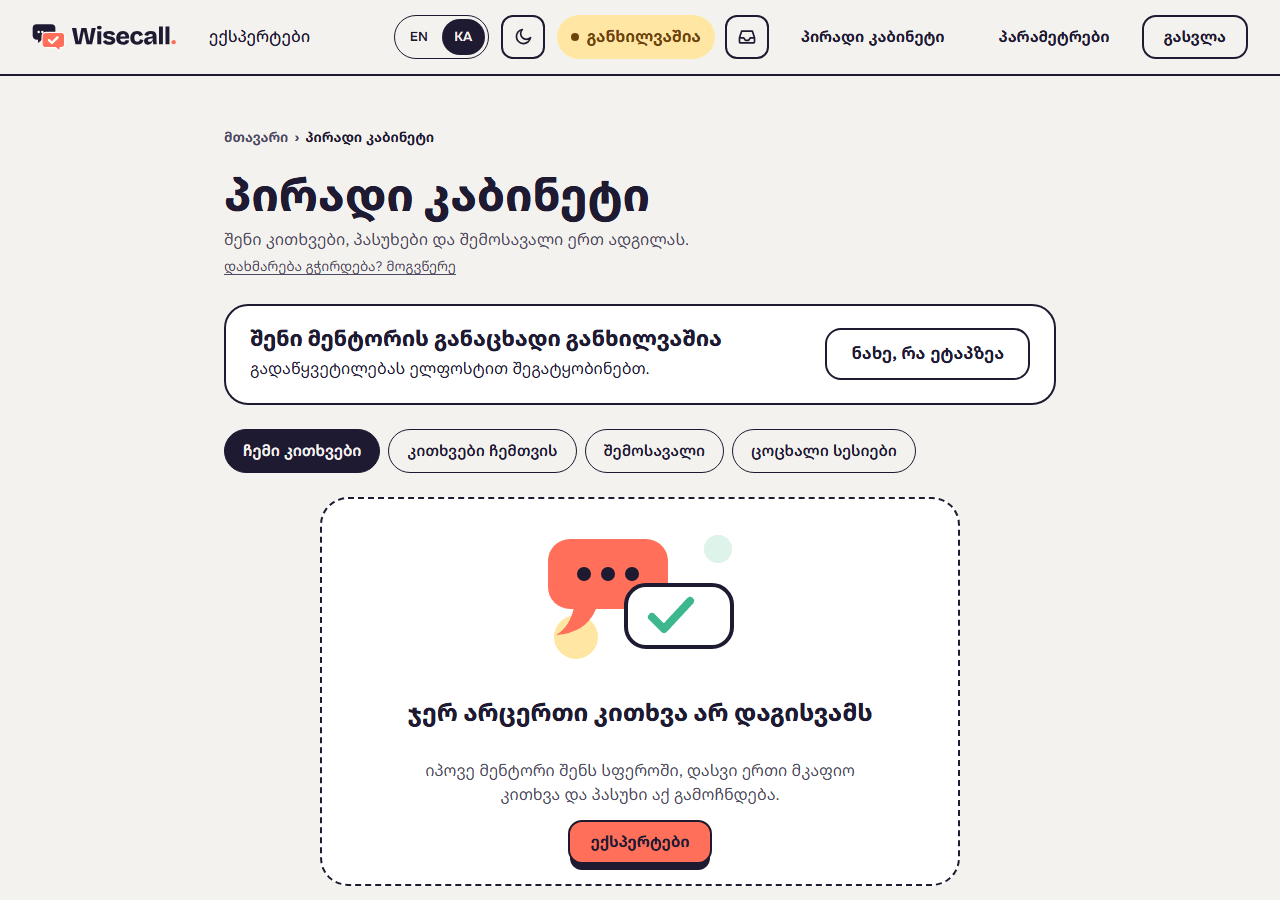 Wisecall.
ექსპერტები
EN
KA
განხილვაშია
პირადი კაბინეტი
პარამეტრები
გასვლა
მთავარი › პირადი კაბინეტი
პირადი კაბინეტი
შენი კითხვები, პასუხები და შემოსავალი ერთ ადგილას.
დახმარება გჭირდება? მოგვწერე
შენი მენტორის განაცხადი განხილვაშია
გადაწყვეტილებას ელფოსტით შეგატყობინებთ.
ნახე, რა ეტაპზეა
ჩემი კითხვები
კითხვები ჩემთვის
შემოსავალი
ცოცხალი სესიები
ჯერ არცერთი კითხვა არ დაგისვამს
იპოვე მენტორი შენს სფეროში, დასვი ერთი მკაფიო
კითხვა და პასუხი აქ გამოჩნდება.
ექსპერტები